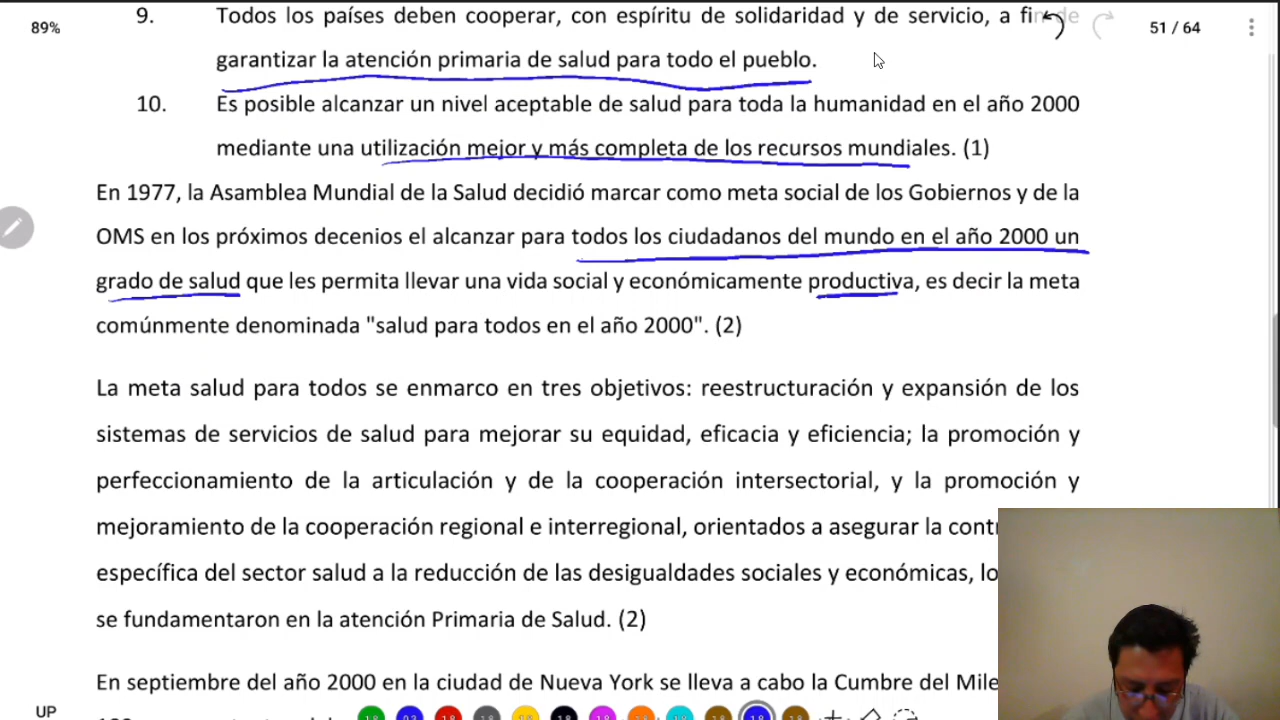 89%
51 / 64
9. Todos los países deben cooperar, con espíritu de solidaridad y de servicio, a fin de
garantizar la atención primaria de salud para todo el pueblo.
10. Es posible alcanzar un nivel aceptable de salud para toda la humanidad en el año 2000
mediante una utilización mejor y más completa de los recursos mundiales. (1)
En 1977, la Asamblea Mundial de la Salud decidió marcar como meta social de los Gobiernos y de la
OMS en los próximos decenios el alcanzar para todos los ciudadanos del mundo en el año 2000 un
grado de salud que les permita llevar una vida social y económicamente productiva, es decir la meta
comúnmente denominada "salud para todos en el año 2000". (2)
La meta salud para todos se enmarco en tres objetivos: reestructuración y expansión de los
sistemas de servicios de salud para mejorar su equidad, eficacia y eficiencia; la promoción y
perfeccionamiento de la articulación y de la cooperación intersectorial, y la promoción y
mejoramiento de la cooperación regional e interregional, orientados a asegurar la
específica del sector salud a la reducción de las desigualdades sociales y económicas,
se fundamentaron en la atención Primaria de Salud. (2)
En septiembre del año 2000 en la ciudad de Nueva York se lleva a cabo la Cumbre del
UP